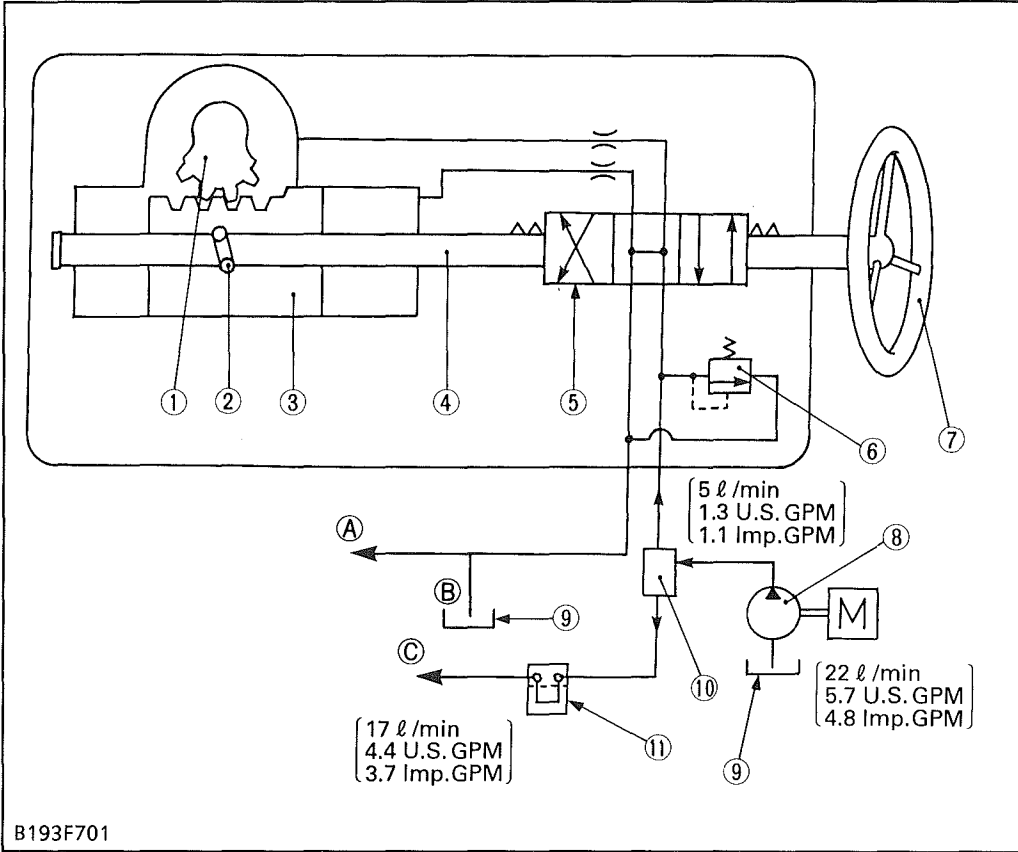 ①
②
③
④
⑤
⑥
⑦
5 ℓ/min
1.3 U.S. GPM
1.1 Imp.GPM
Ⓐ
⑧
Ⓑ
⑨
M
Ⓒ
⑩
22 ℓ/min
5.7 U.S. GPM
4.8 Imp.GPM
17 ℓ/min
4.4 U.S. GPM
3.7 Imp.GPM
⑪
⑨
B193F701